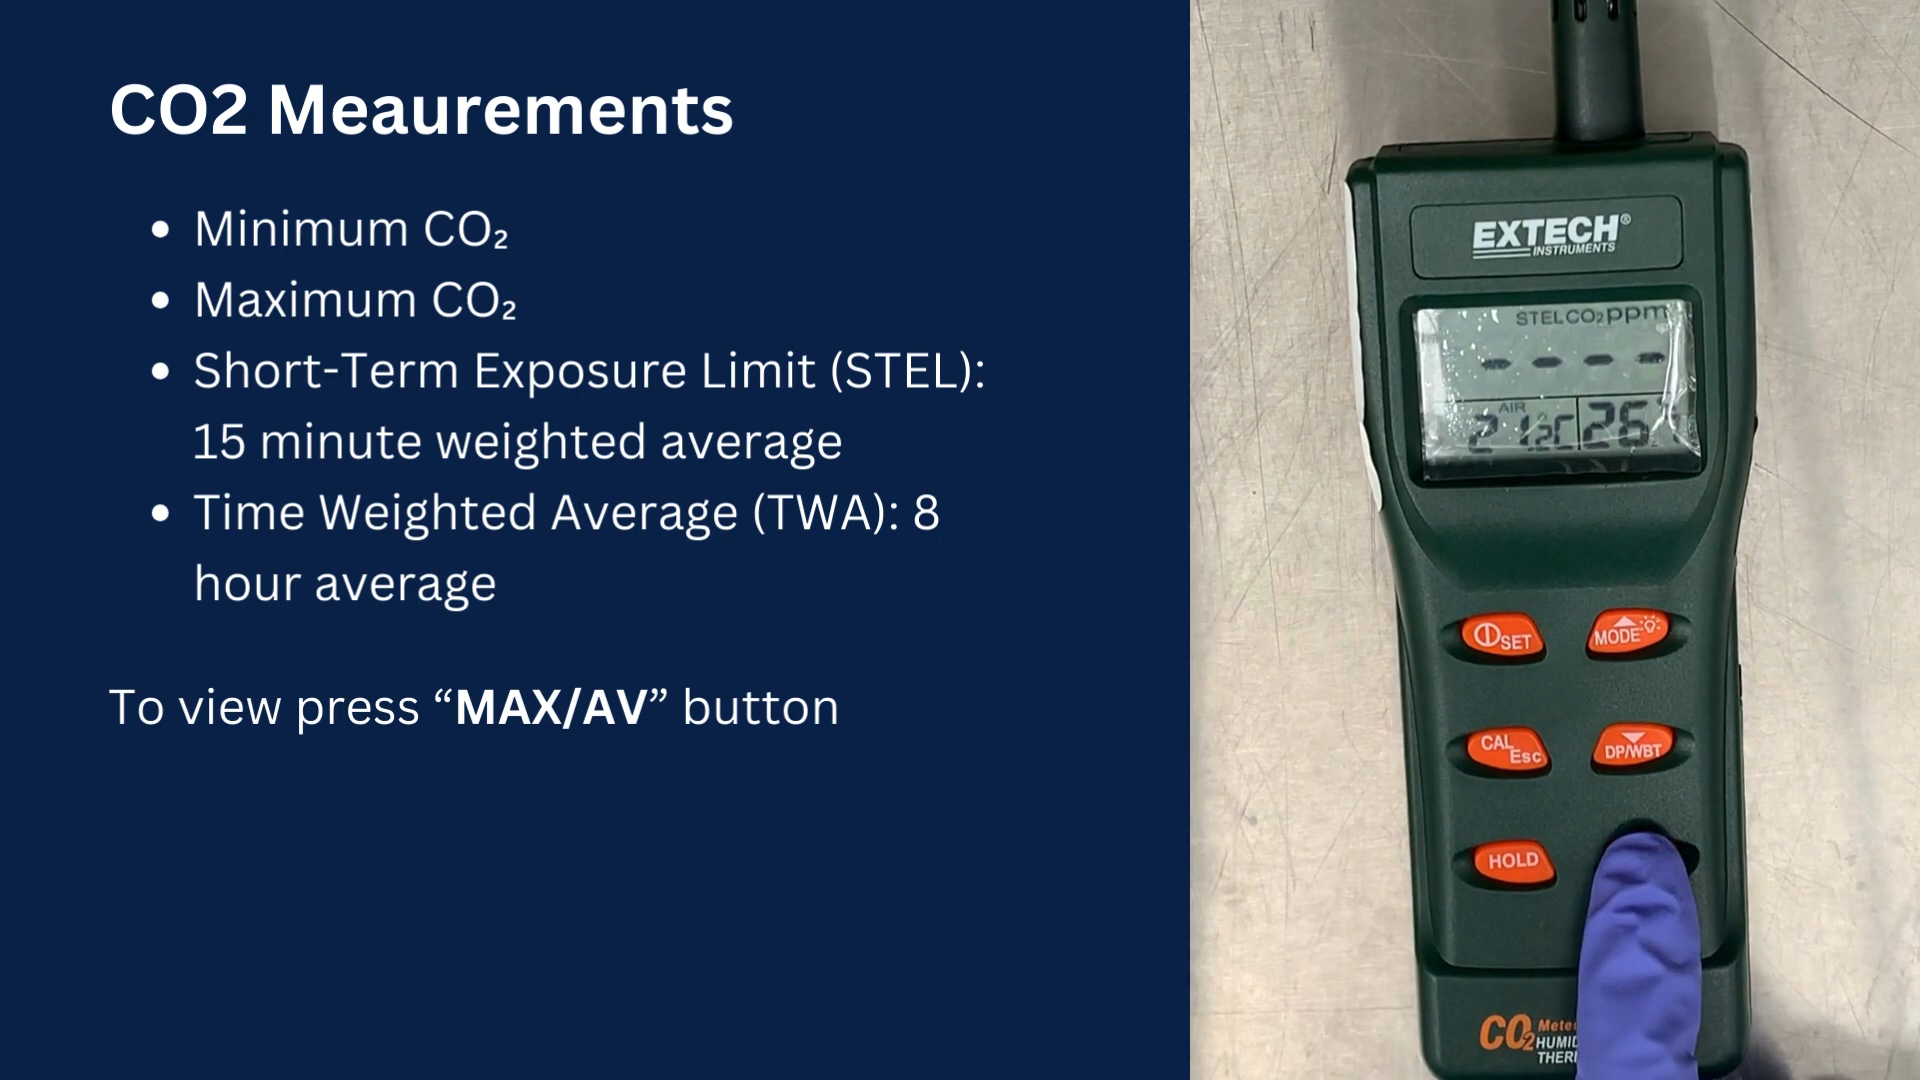 CO2 Meaurements
Minimum CO₂
Maximum CO₂
Short-Term Exposure Limit (STEL):
15 minute weighted average
Time Weighted Average (TWA): 8
hour average
To view press “MAX/AV” button
EXTECH®
INSTRUMENTS
STEL CO₂ ppm
- - - -
AIR
SET
MODE
CAL Esc
DP/WBT
HOLD
CO2